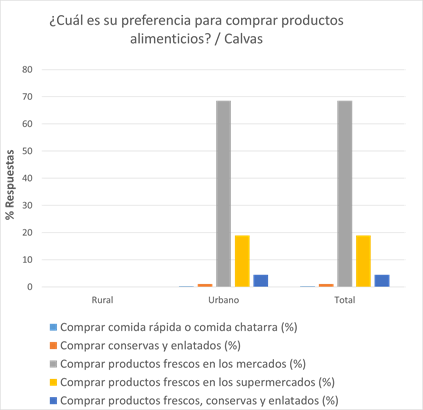 ¿Cuál es su preferencia para comprar productos
alimenticios? / Calvas
80
70
60
50
40
30
20
10
0
% Respuestas
Rural Urbano Total
Comprar comida rápida o comida chatarra (%)
Comprar conservas y enlatados (%)
Comprar productos frescos en los mercados (%)
Comprar productos frescos en los supermercados (%)
Comprar productos frescos, conservas y enlatados (%)